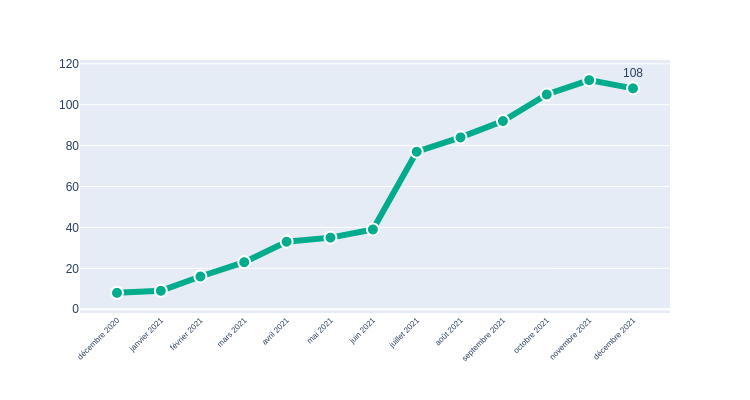 120
100
80
60
40
20
0
108
décembre 2020
janvier 2021
février 2021
mars 2021
avril 2021
mai 2021
juin 2021
juillet 2021
août 2021
septembre 2021
octobre 2021
novembre 2021
décembre 2021